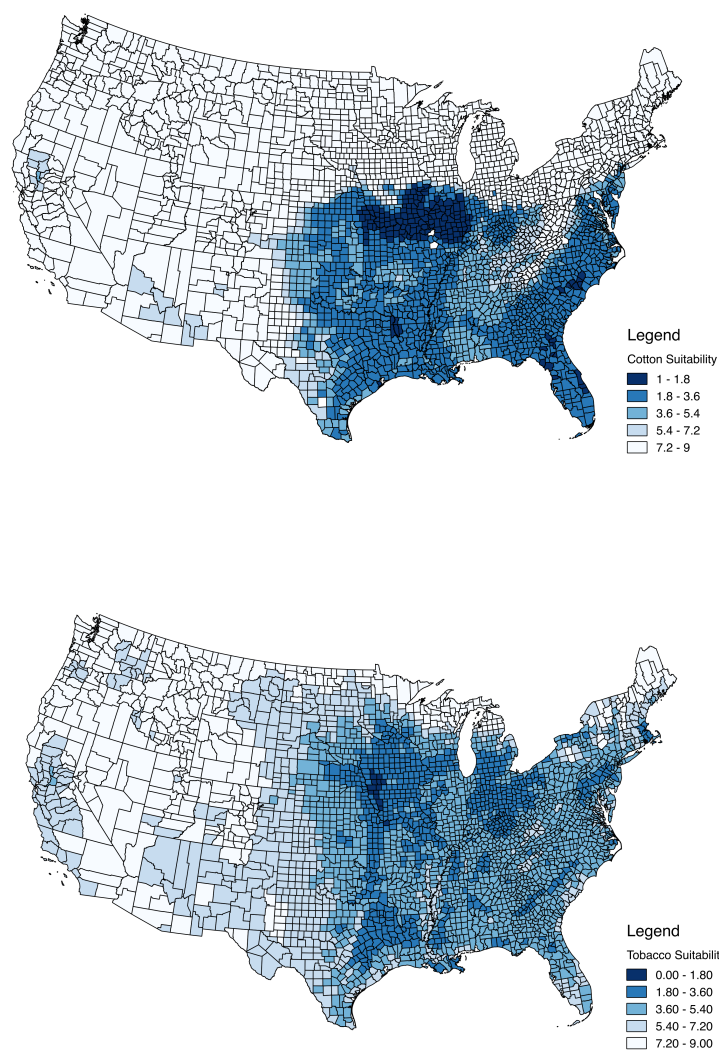 Legend
Cotton Suitability
1 - 1.8
1.8 - 3.6
3.6 - 5.4
5.4 - 7.2
7.2 - 9
Legend
Tobacco Suitabilit
0.00 - 1.80
1.80 - 3.60
3.60 - 5.40
5.40 - 7.20
7.20 - 9.00